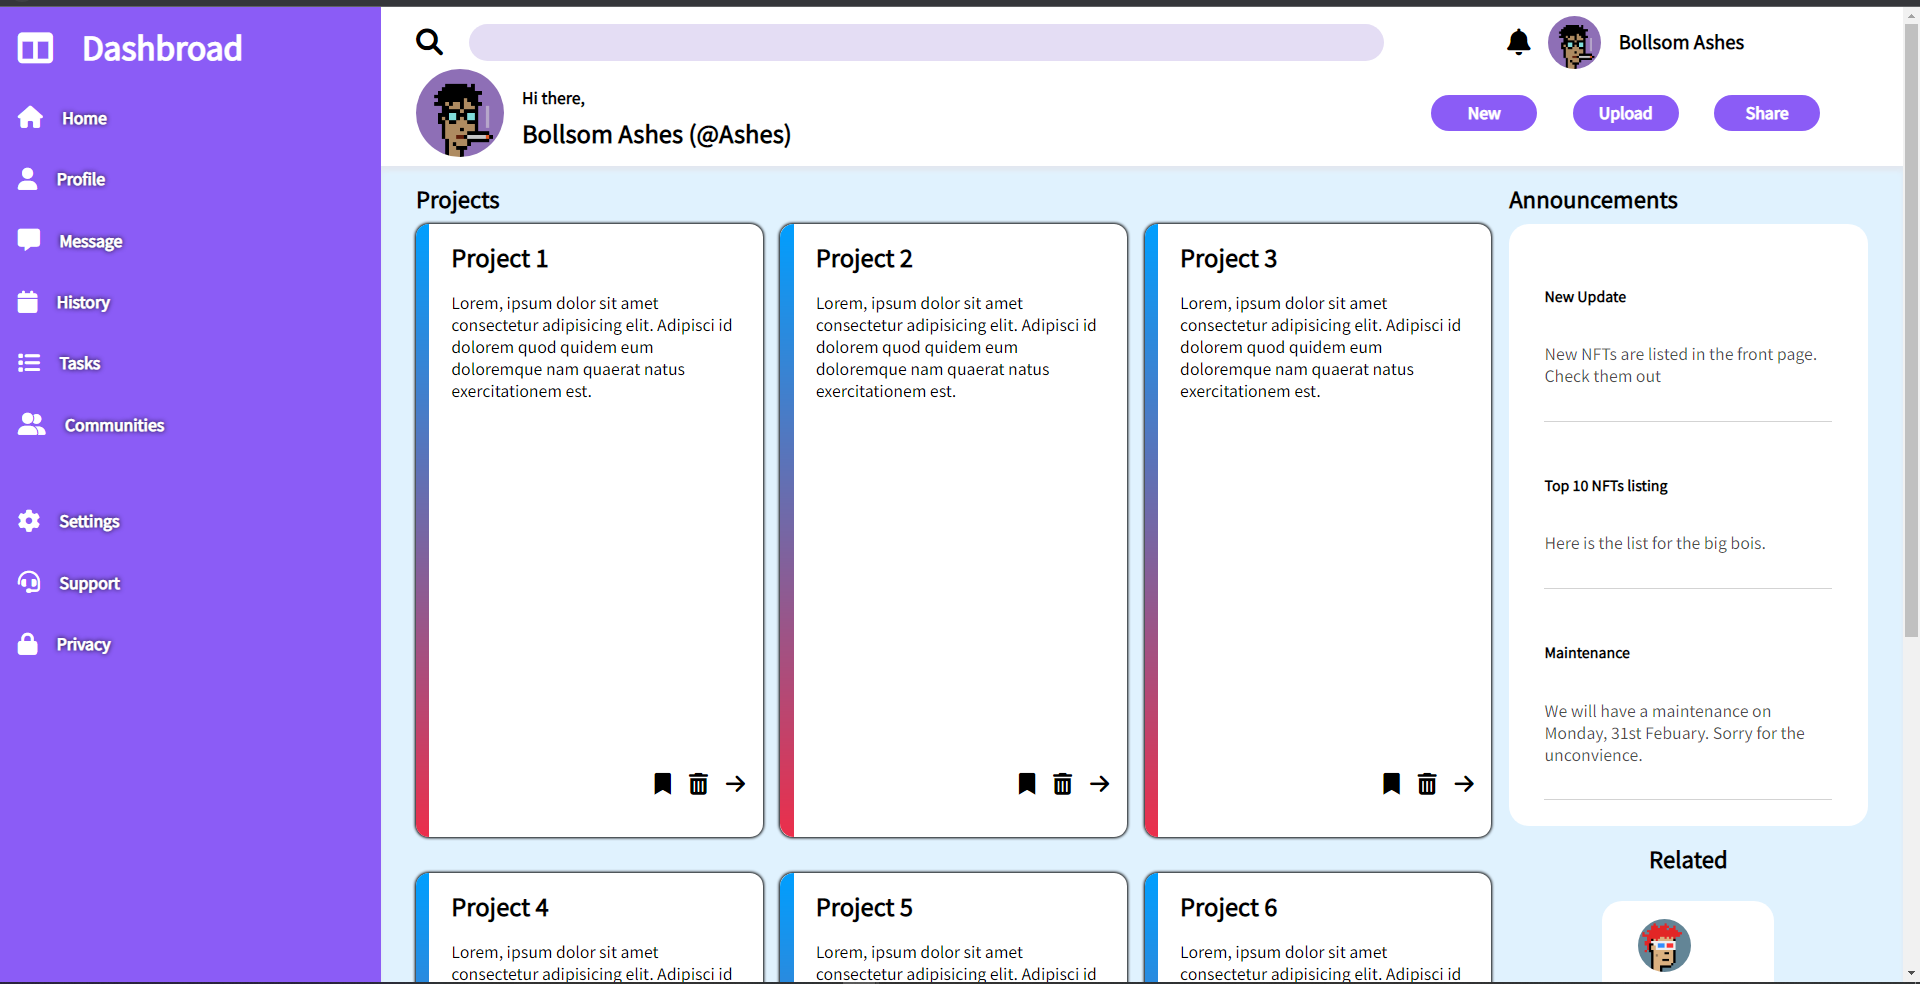 Dashbroad
Home
Profile
Message
History
Tasks
Communities
Settings
Support
Privacy
Bollsom Ashes
Hi there,
Bollsom Ashes (@Ashes)
New
Upload
Share
Projects
Project 1
Lorem, ipsum dolor sit amet
consectetur adipisicing elit. Adipisci id
dolorem quod quidem eum
doloremque nam quaerat natus
exercitationem est.
Project 2
Lorem, ipsum dolor sit amet
consectetur adipisicing elit. Adipisci id
dolorem quod quidem eum
doloremque nam quaerat natus
exercitationem est.
Project 3
Lorem, ipsum dolor sit amet
consectetur adipisicing elit. Adipisci id
dolorem quod quidem eum
doloremque nam quaerat natus
exercitationem est.
Project 4
Lorem, ipsum dolor sit amet
consectetur adipisicing elit. Adipisci id
Project 5
Lorem, ipsum dolor sit amet
consectetur adipisicing elit. Adipisci id
Project 6
Lorem, ipsum dolor sit amet
consectetur adipisicing elit. Adipisci id
Announcements
New Update
New NFTs are listed in the front page.
Check them out
Top 10 NFTs listing
Here is the list for the big bois.
Maintenance
We will have a maintenance on
Monday, 31st Febuary. Sorry for the
unconvience.
Related